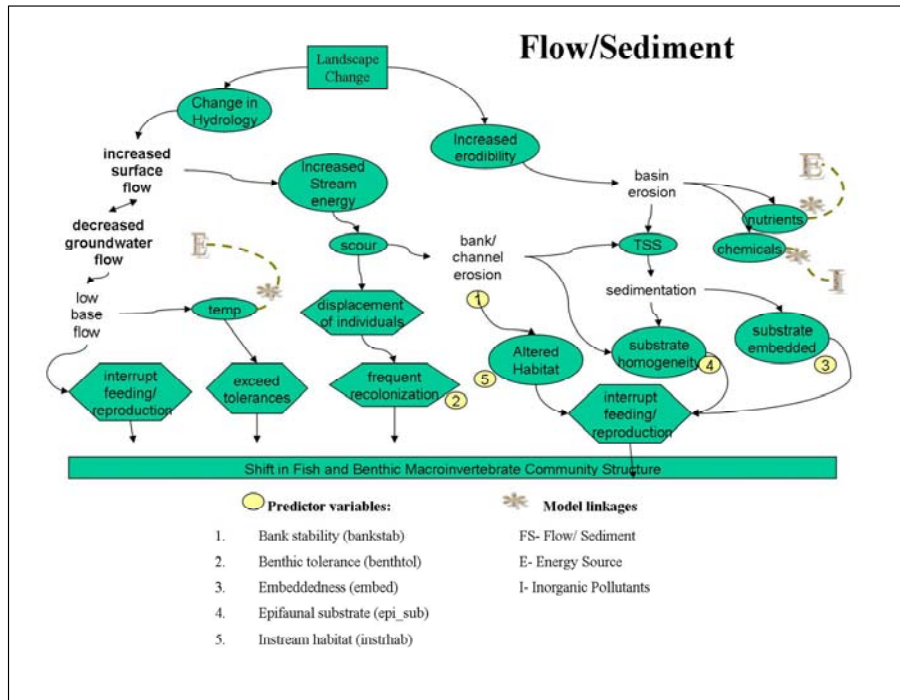 Flow/Sediment
Landscape
Change
Change in
Hydrology
Increased
erodibility
increased
surface
flow
Increased
Stream
energy
basin
erosion
E
nutrients
decreased
groundwater
flow
E
scour
bank/
channel
erosion
TSS
chemicals
I
low
base
flow
temp
displacement
of individuals
sedimentation
1
substrate
embedded
3
Altered
Habitat
5
substrate
homogeneity
4
interrupt
feeding/
reproduction
exceed
tolerances
frequent
recolonization
2
interrupt
feeding/
reproduction
Shift in Fish and Benthic Macroinvertebrate Community Structure
Predictor variables:
1. Bank stability (bankstab)
2. Benthic tolerance (benthtol)
3. Embeddedness (embed)
4. Epifaunal substrate (epi_sub)
5. Instream habitat (instrhab)
Model linkages
FS- Flow/ Sediment
E- Energy Source
I- Inorganic Pollutants